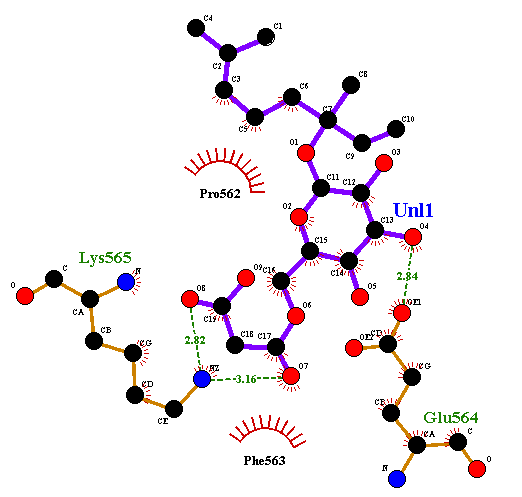 C4
C1
C2
C3
C6
C8
C5
C7
C10
O1
C9
O3
Pro562
C11
C12
O2
Unl1
C13
O4
C15
C14
Lys565
O
C
N
O9
C16
2.84
O5
CA
O8
C19
O6
OE1
CB
2.82
C18
C17
CD
CG
NZ
3.16
O7
CG
CD
CB
Glu564
CE
CA
C
Phe563
N
O